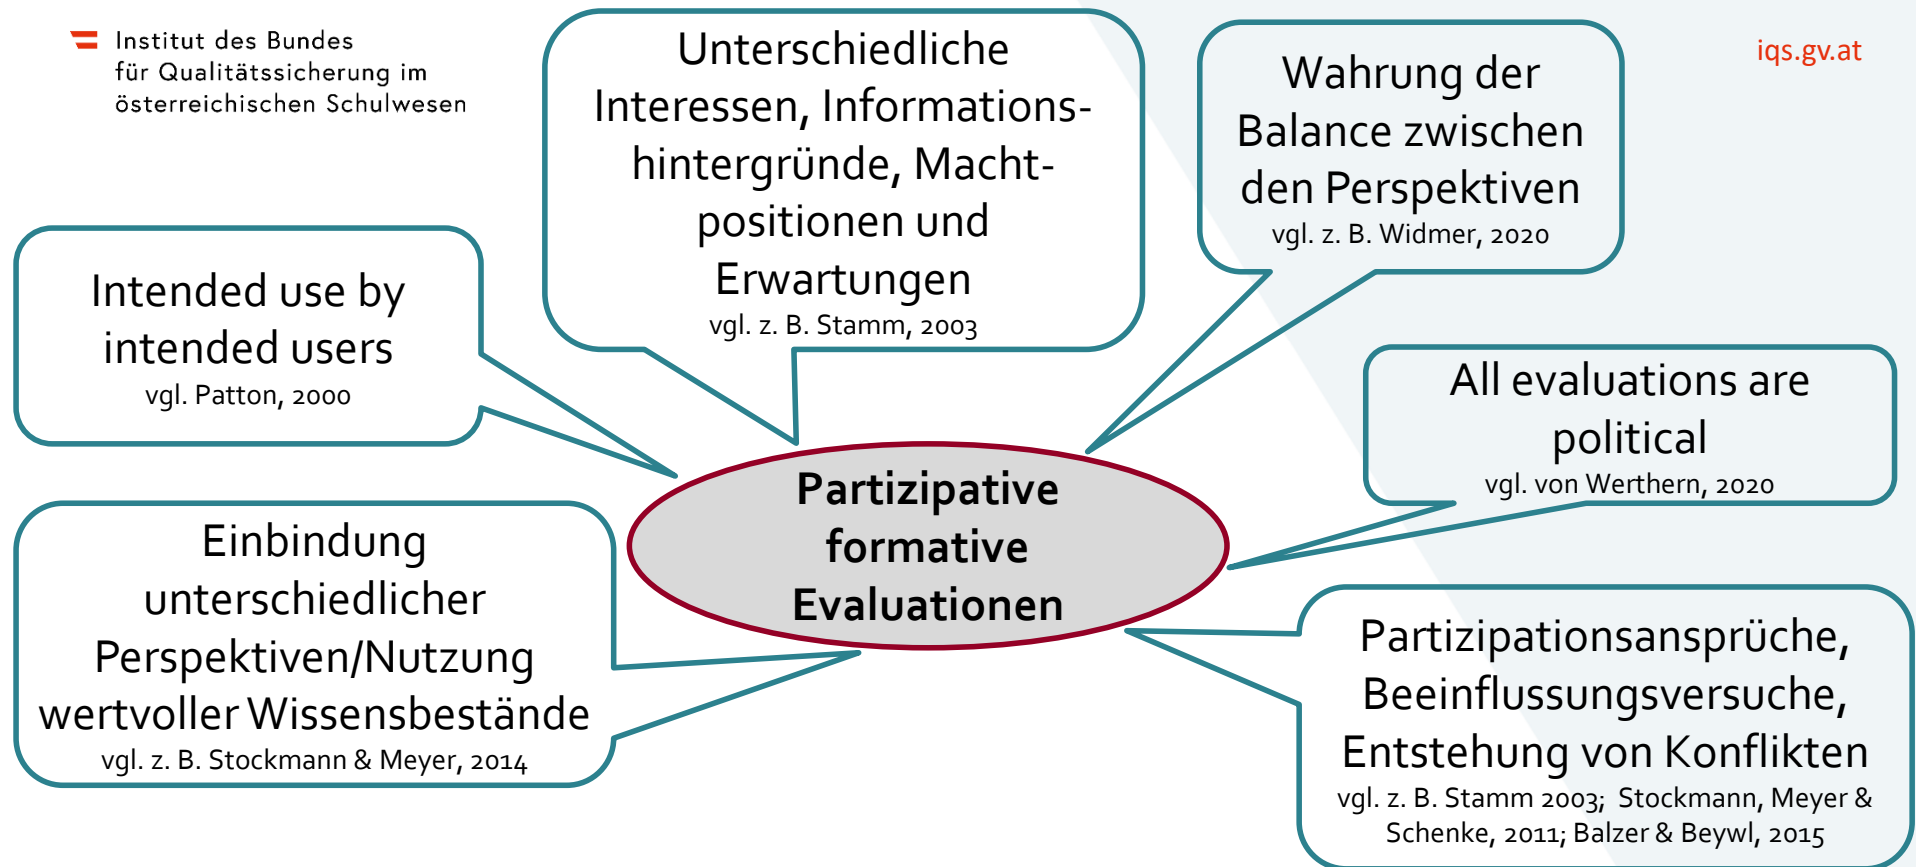 Institut des Bundes
für Qualitätssicherung im
österreichischen Schulwesen
iqs.gv.at
Unterschiedliche
Interessen, Informations-
hintergründe, Macht-
positionen und
Erwartungen
vgl. z. B. Stamm, 2003
Wahrung der
Balance zwischen
den Perspektiven
vgl. z. B. Widmer, 2020
Intended use by
intended users
vgl. Patton, 2000
All evaluations are
political
vgl. von Werthern, 2020
Partizipative
formative
Evaluationen
Einbindung
unterschiedlicher
Perspektiven/Nutzung
wertvoller Wissensbestände
vgl. z. B. Stockmann & Meyer, 2014
Partizipationsansprüche,
Beeinflussungsversuche,
Entstehung von Konflikten
vgl. z. B. Stamm 2003; Stockmann, Meyer &
Schenke, 2011; Balzer & Beywl, 2015